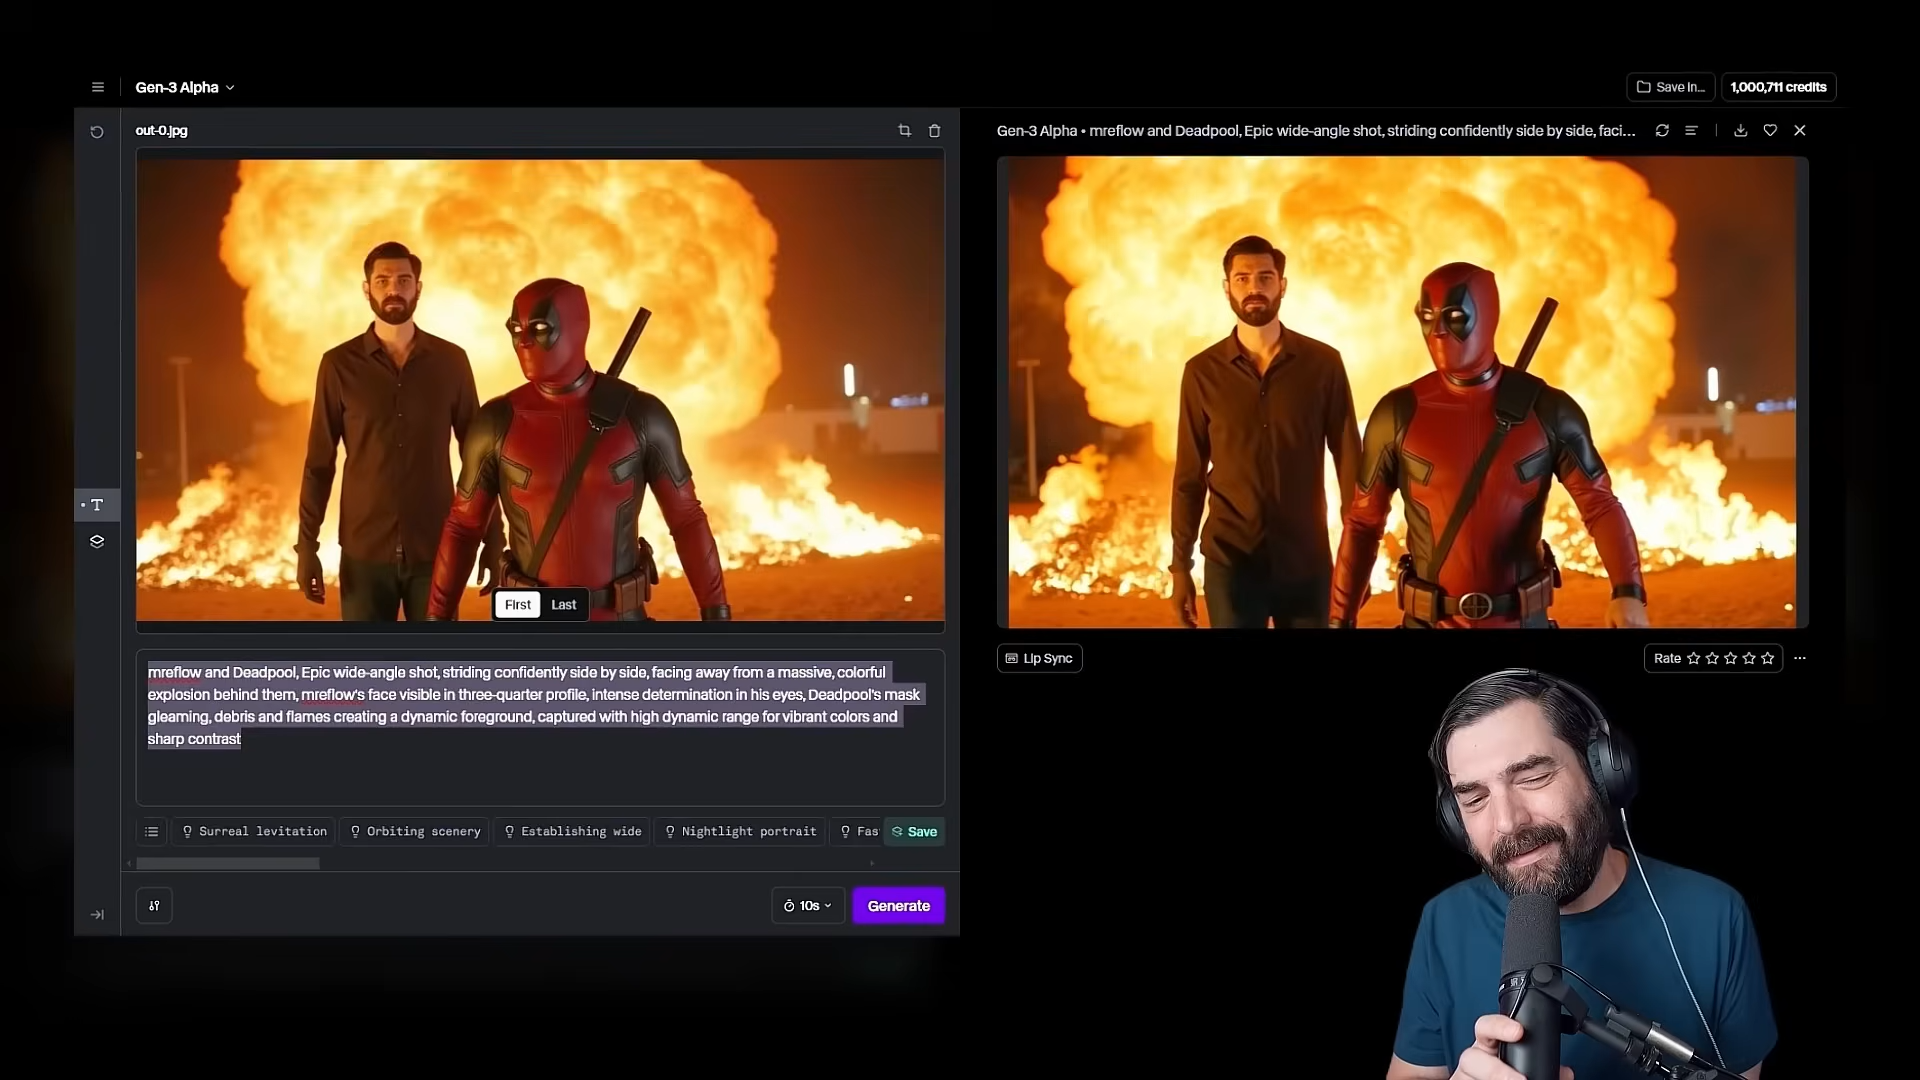 Gen-3 Alpha
Save In...
1,000,711 credits
out-0.jpg
First
Last
mreflow and Deadpool, Epic wide-angle shot, striding confidently side by side, facing away from a massive, colorful
explosion behind them, mreflow's face visible in three-quarter profile, intense determination in his eyes, Deadpool's mask
gleaming, debris and flames creating a dynamic foreground, captured with high dynamic range for vibrant colors and
sharp contrast
Surreal levitation
Orbiting scenery
Establishing wide
Nightlight portrait
Fas
Save
10s
Generate
Gen-3 Alpha • mreflow and Deadpool, Epic wide-angle shot, striding confidently side by side, faci...
Lip Sync
Rate